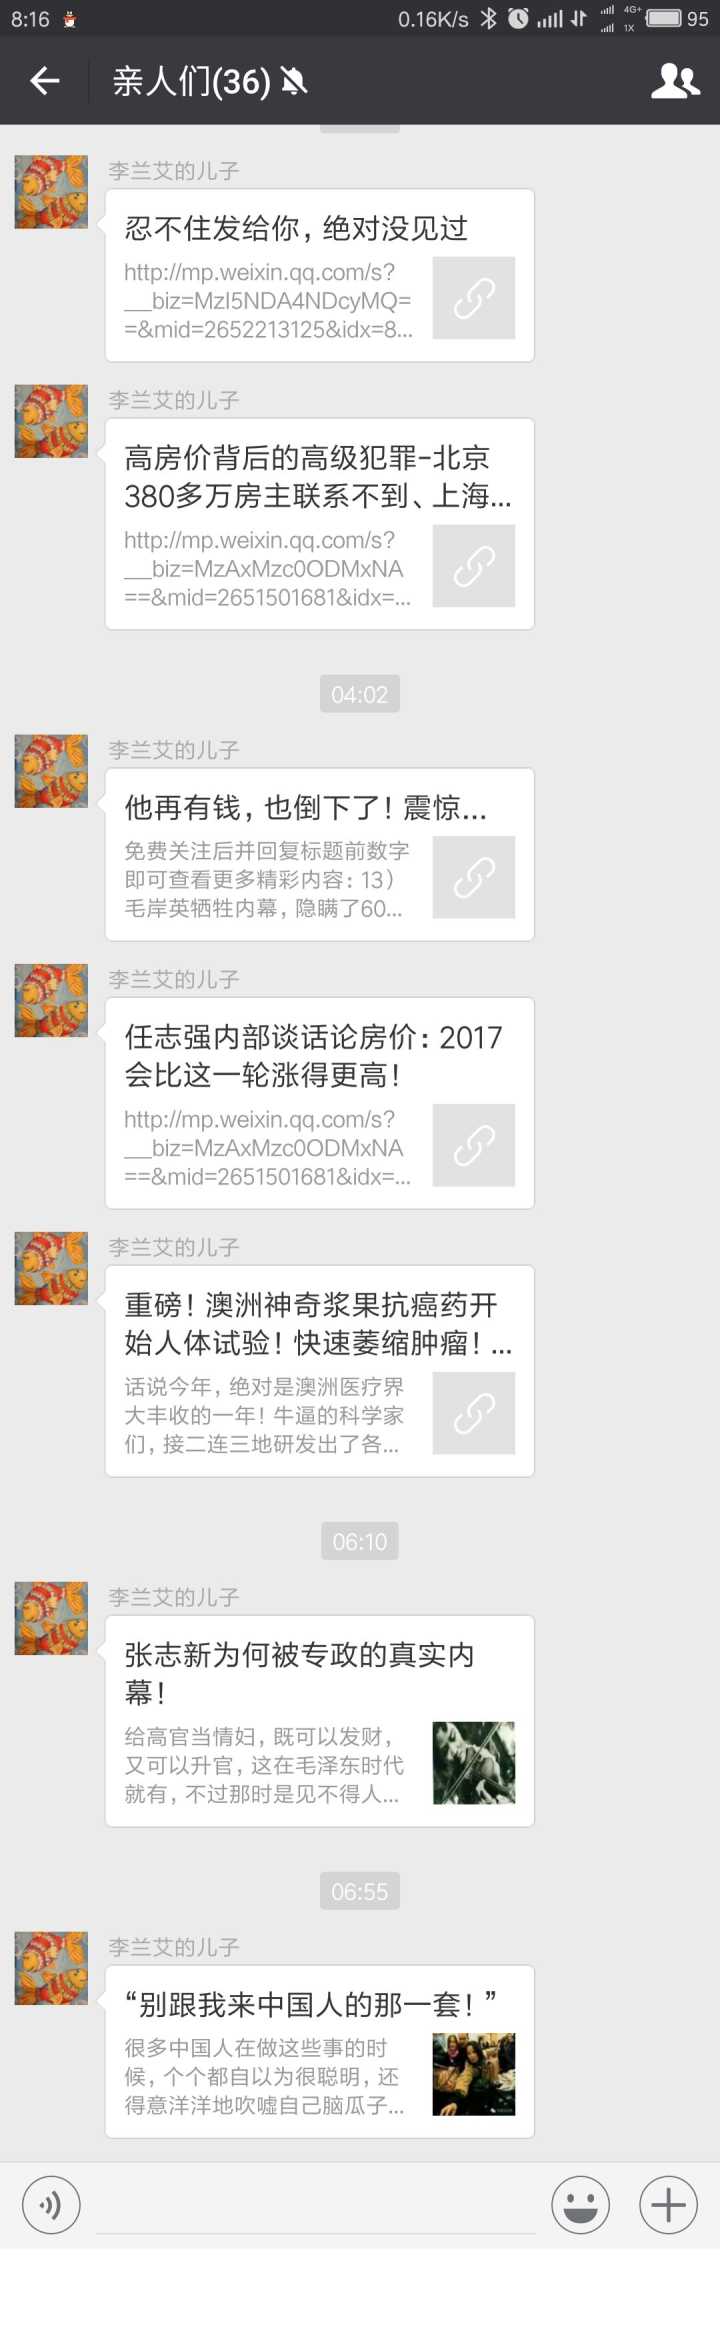 8:16 0.16K/s 4G+ 1X 95
亲人们(36)
李兰艾的儿子
忍不住发给你，绝对没见过
http://mp.weixin.qq.com/s?
__biz=MzI5NDA4NDcyMQ=
=&mid=2652213125&idx=8...
李兰艾的儿子
高房价背后的高级犯罪-北京
380多万房主联系不到、上海...
http://mp.weixin.qq.com/s?
__biz=MzAxMzc0ODMxNA
==&mid=2651501681&idx=...
04:02
李兰艾的儿子
他再有钱，也倒下了！震惊...
免费关注后并回复标题前数字
即可查看更多精彩内容：13）
毛岸英牺牲内幕，隐瞒了60...
李兰艾的儿子
任志强内部谈话论房价：2017
会比这一轮涨得更高！
http://mp.weixin.qq.com/s?
__biz=MzAxMzc0ODMxNA
==&mid=2651501681&idx=...
李兰艾的儿子
重磅！澳洲神奇浆果抗癌药开
始人体试验！快速萎缩肿瘤！...
话说今年，绝对是澳洲医疗界
大丰收的一年！牛逼的科学家
们，接二连三地研发出了各...
06:10
李兰艾的儿子
张志新为何被专政的真实内
幕！
给高官当情妇，既可以发财，
又可以升官，这在毛泽东时代
就有，不过那时是见不得人...
06:55
李兰艾的儿子
“别跟我来中国人的那一套！”
很多中国人在做这些事的时
候，个个都自以为很聪明，还
得意洋洋地吹嘘自己脑瓜子...